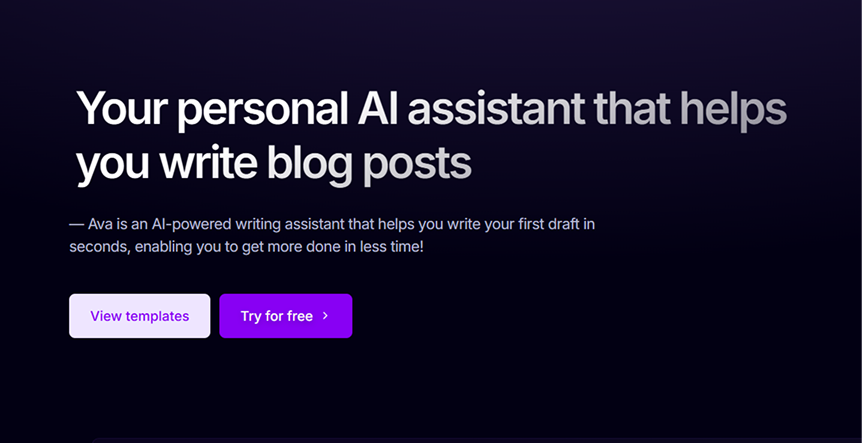 Your personal AI assistant that helps
you write blog posts
— Ava is an AI-powered writing assistant that helps you write your first draft in
seconds, enabling you to get more done in less time!
View templates
Try for free